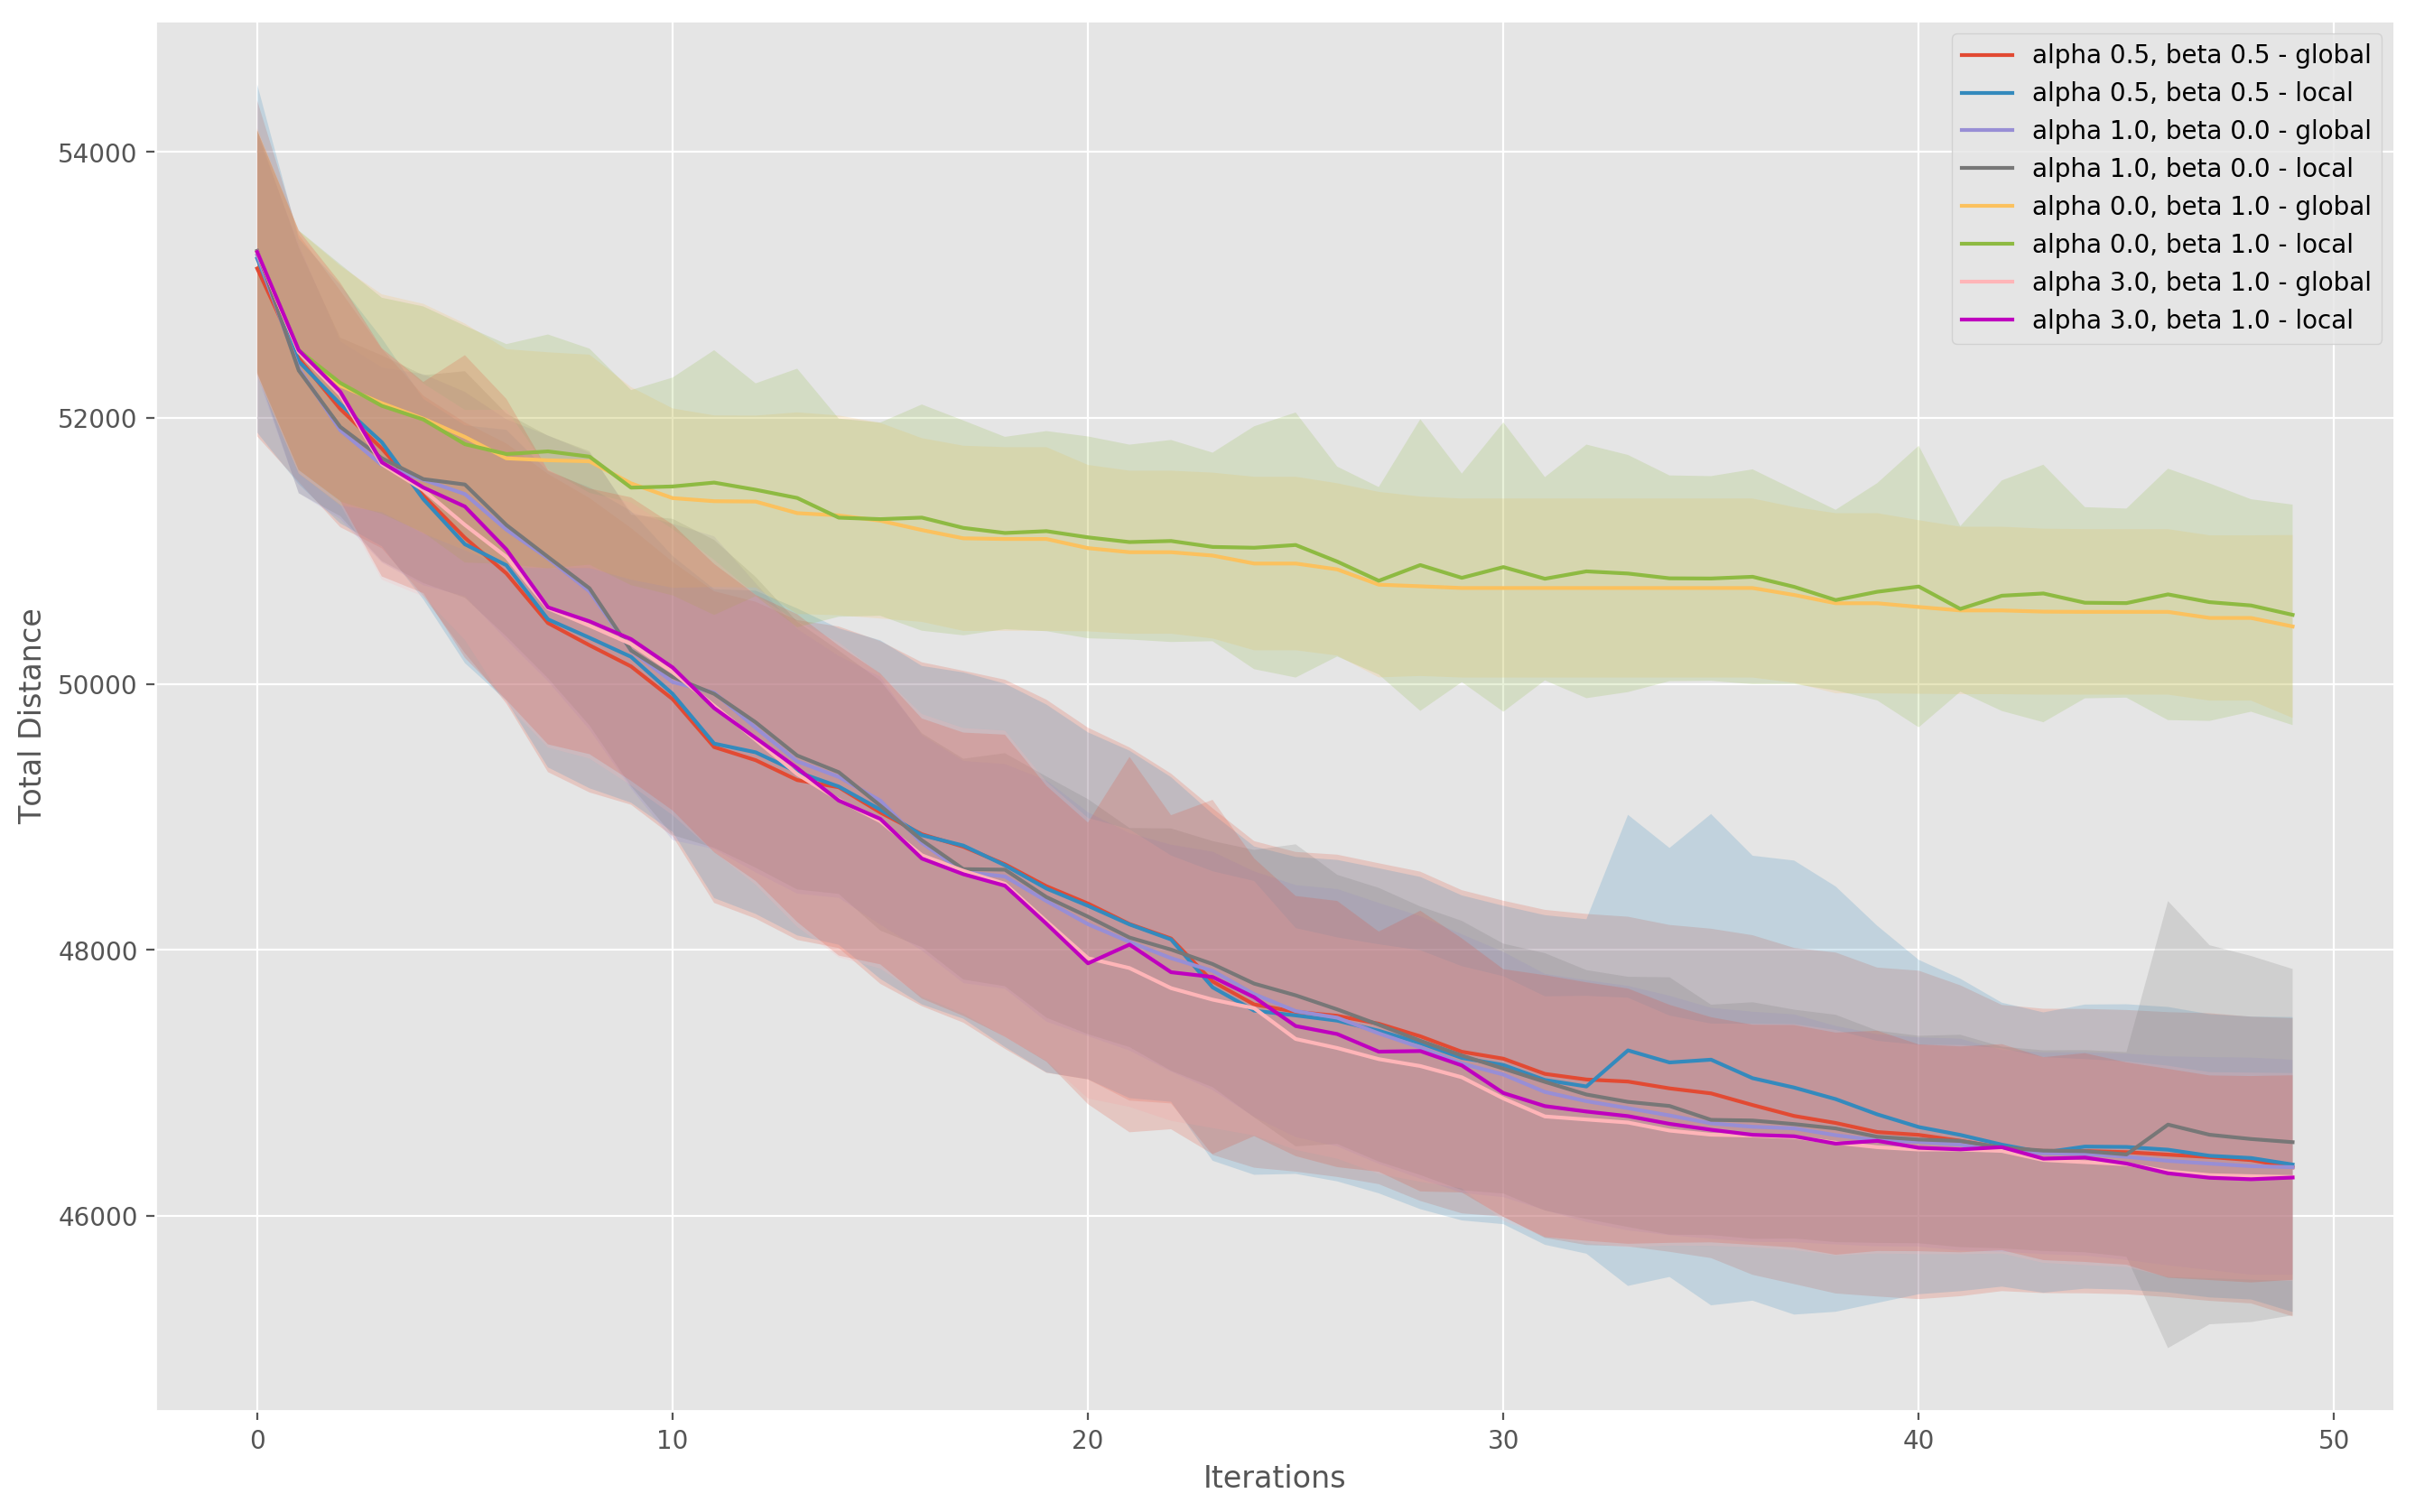 54000
52000
50000
48000
46000
Total Distance
0
10
20
30
40
50
Iterations
alpha 0.5, beta 0.5 - global
alpha 0.5, beta 0.5 - local
alpha 1.0, beta 0.0 - global
alpha 1.0, beta 0.0 - local
alpha 0.0, beta 1.0 - global
alpha 0.0, beta 1.0 - local
alpha 3.0, beta 1.0 - global
alpha 3.0, beta 1.0 - local